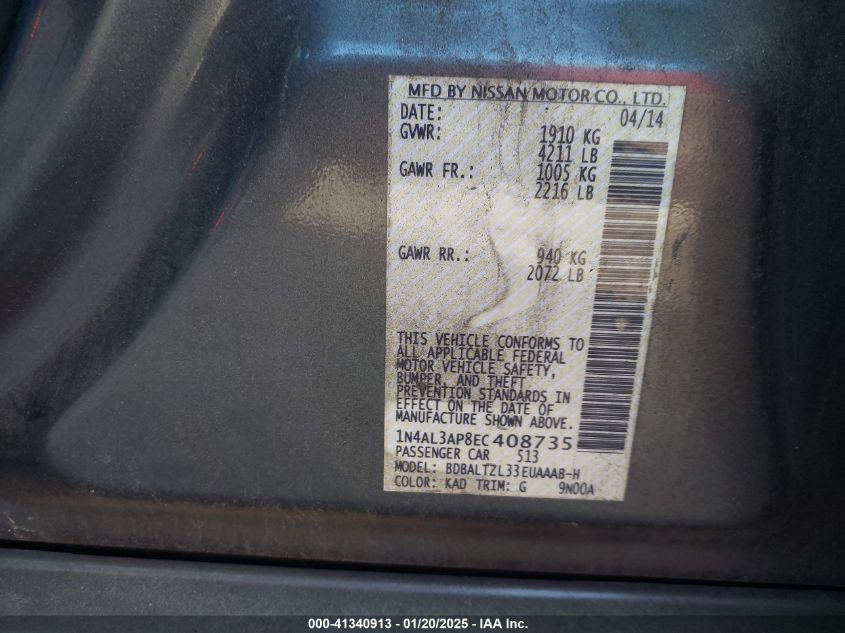 MFD BY NISSAN MOTOR CO., LTD.
DATE: 04/14
GVWR: 1910 KG
4211 LB
GAWR FR.: 1005 KG
2216 LB
GAWR RR.: 940 KG
2072 LB
THIS VEHICLE CONFORMS TO
ALL APPLICABLE FEDERAL
MOTOR VEHICLE SAFETY,
BUMPER, AND THEFT
PREVENTION STANDARDS IN
EFFECT ON THE DATE OF
MANUFACTURE SHOWN ABOVE.
1N4AL3AP8EC408735
PASSENGER CAR 513
MODEL: BDBALTZL33EUAAAB-H
COLOR: KAD TRIM: G 9N00A
000-41340913 - 01/20/2025 - IAA Inc.